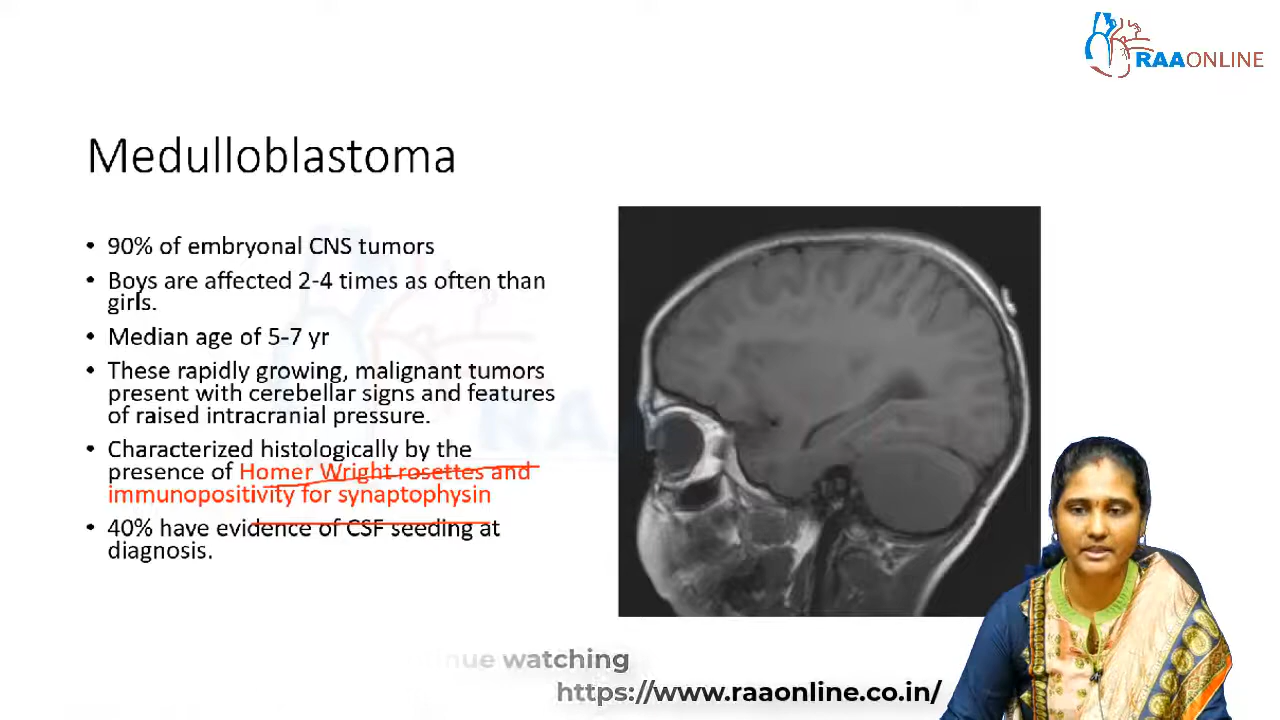 RAAONLINE
Medulloblastoma
• 90% of embryonal CNS tumors
• Boys are affected 2-4 times as often than
girls.
• Median age of 5-7 yr
• These rapidly growing, malignant tumors
present with cerebellar signs and features
of raised intracranial pressure.
• Characterized histologically by the
presence of Homer Wright rosettes and
immunopositivity for synaptophysin
• 40% have evidence of CSF seeding at
diagnosis.
watching
https://www.raaonline.co.in/